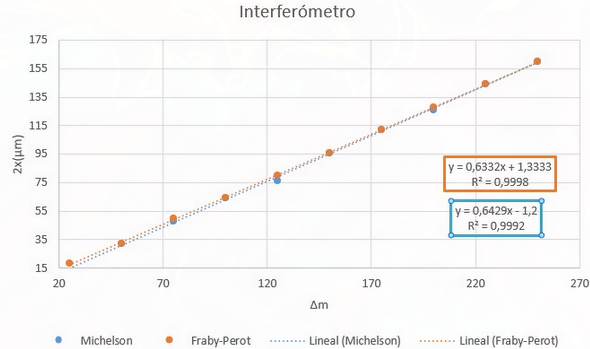 Interferómetro
175
155
135
115
95
75
55
35
15
2x(μm)
y = 0,6332x + 1,3333
R² = 0,9998
y = 0,6429x - 1,2
R² = 0,9992
20 70 120 170 220 270
Δm
Michelson Fraby-Perot Lineal (Michelson) Lineal (Fraby-Perot)